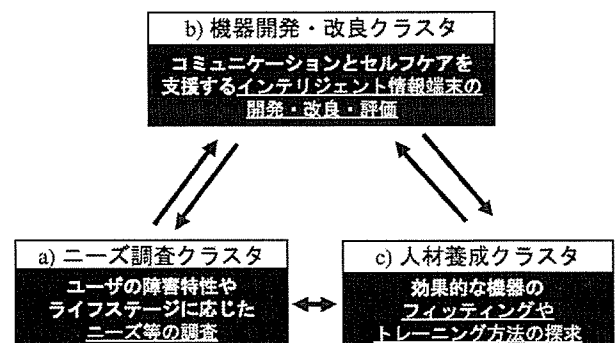 b) 機器開発・改良クラスタ
コミュニケーションとセルフケアを
支援するインテリジェント情報端末の
開発・改良・評価
a) ニーズ調査クラスタ
ユーザの障害特性や
ライフステージに応じた
ニーズ等の調査
c) 人材養成クラスタ
効果的な機器の
フィッティングや
トレーニング方法の探求